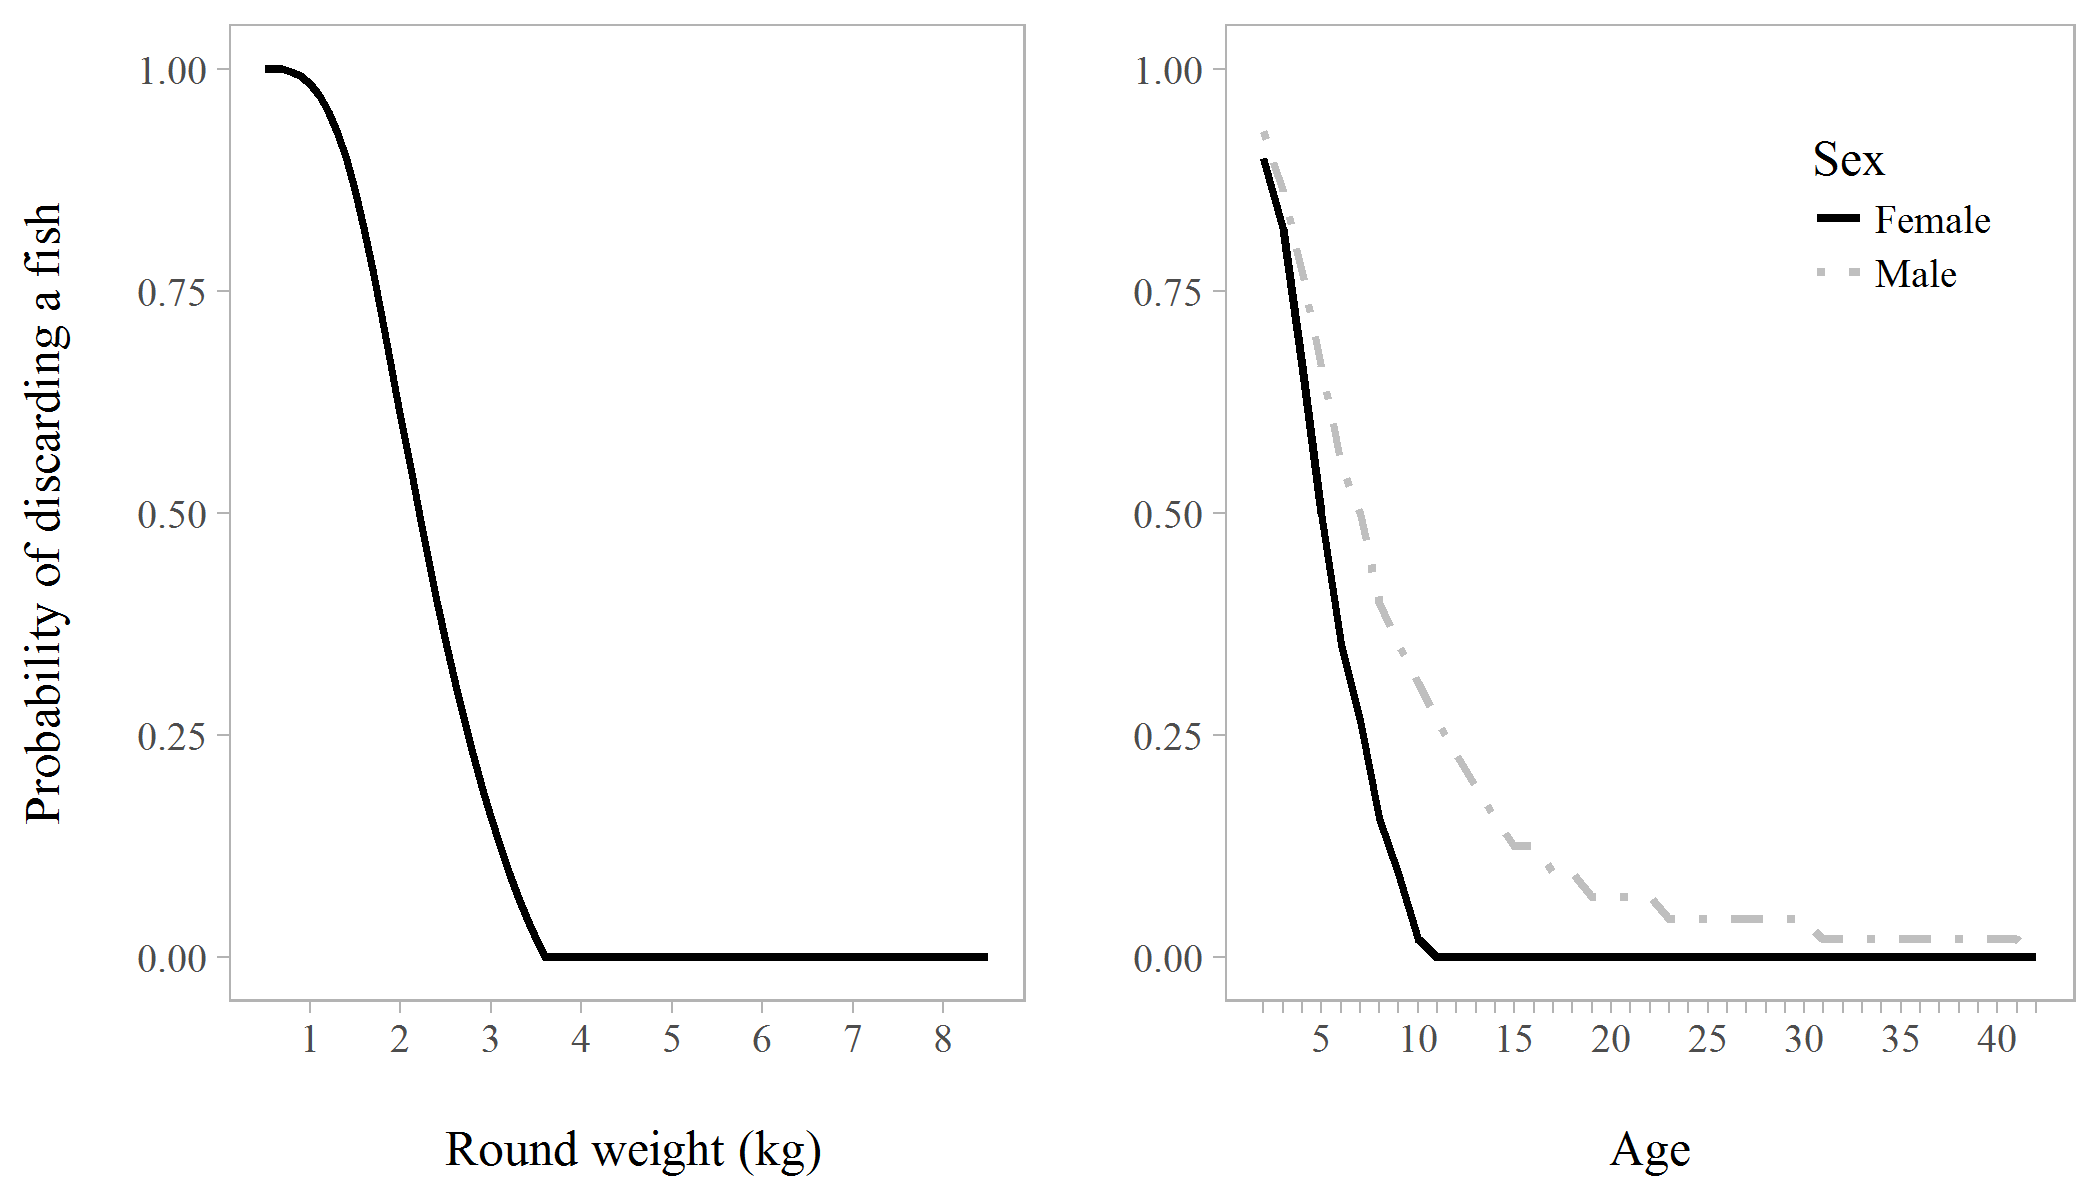 Probability of discarding a fish
1.00
0.75
0.50
0.25
0.00
1 2 3 4 5 6 7 8
Round weight (kg)
1.00
0.75
0.50
0.25
0.00
Sex
Female
Male
5 10 15 20 25 30 35 40
Age